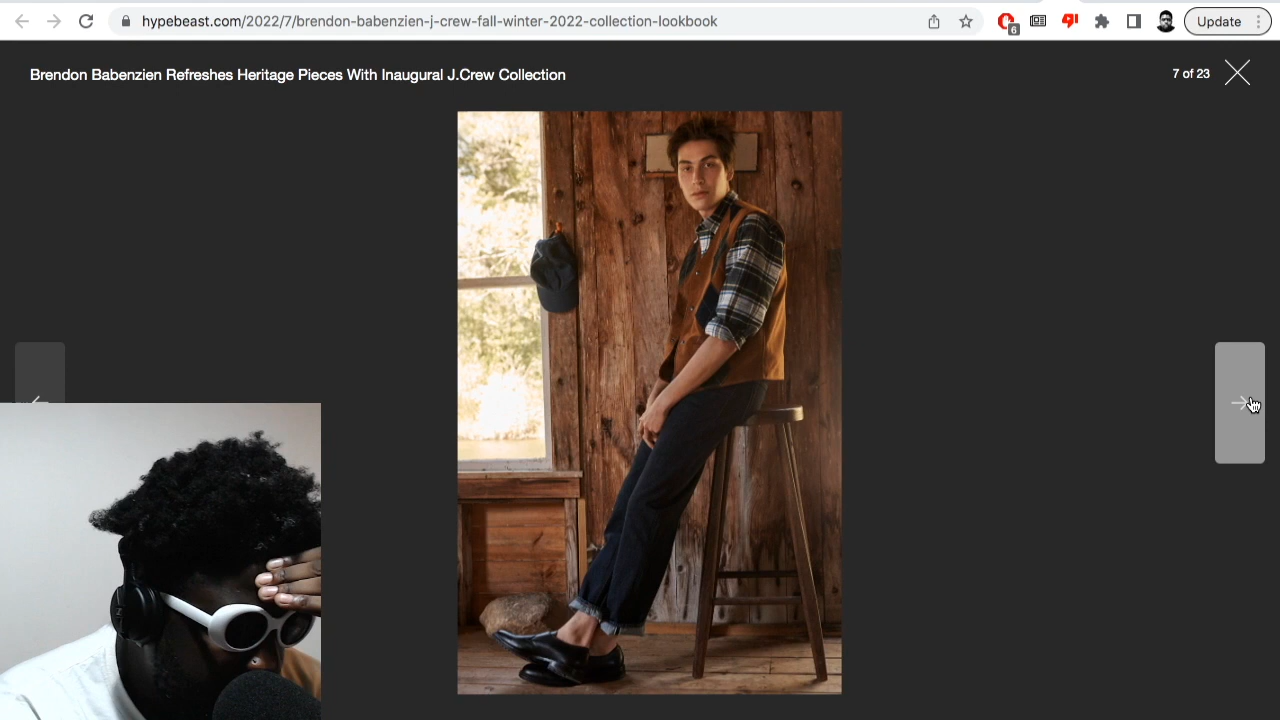 hypebeast.com/2022/7/brendon-babenzien-j-crew-fall-winter-2022-collection-lookbook
6
Update
Brendon Babenzien Refreshes Heritage Pieces With Inaugural J.Crew Collection
7 of 23